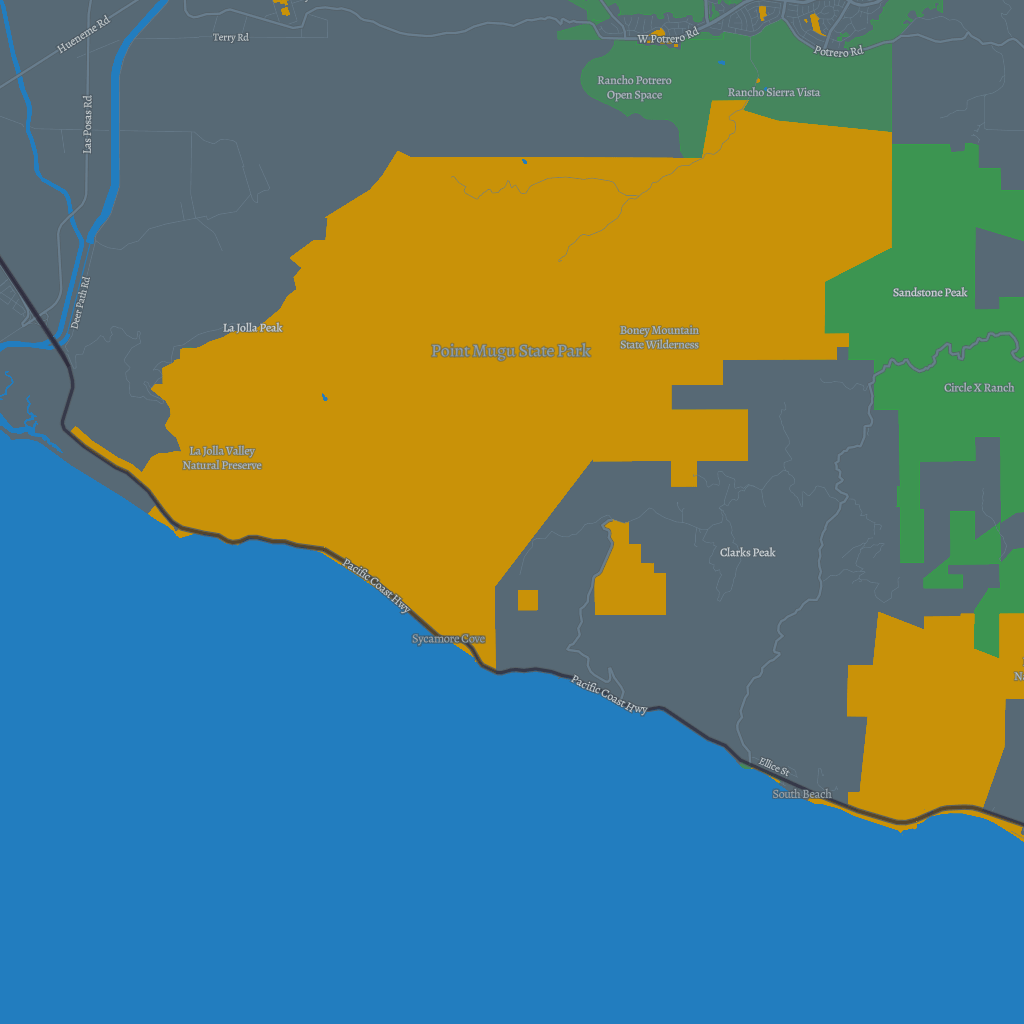 Hueneme Rd
Terry Rd
W Potrero Rd
Potrero Rd
Rancho Potrero
Open Space
Rancho Sierra Vista
Las Posas Rd
Deer Path Rd
Sandstone Peak
La Jolla Peak
Boney Mountain
State Wilderness
Point Mugu State Park
Circle X Ranch
La Jolla Valley
Natural Preserve
Clarks Peak
Pacific Coast Hwy
Sycamore Cove
Pacific Coast Hwy
Ellice St
South Beach